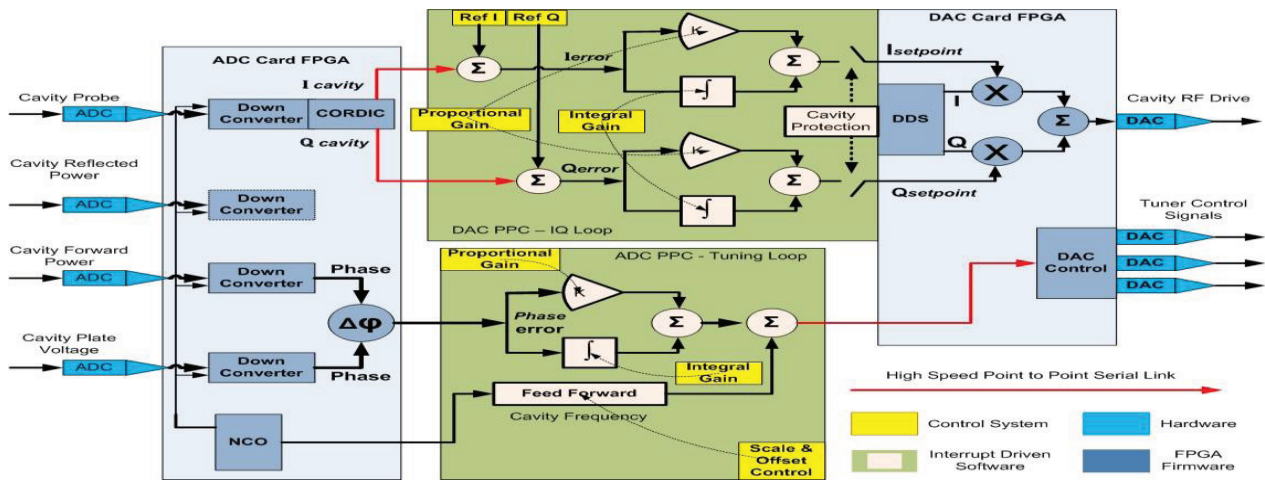 Ref I
Ref Q
DAC Card FPGA
ADC Card FPGA
I cavity
Σ
Ierror
K
Σ
Isetpoint
Cavity Probe
ADC
Down
Converter
CORDIC
∫
Proportional
Gain
Integral
Gain
Cavity
Protection
DDS
I
X
Σ
Cavity RF Drive
DAC
Q cavity
Q
X
Cavity Reflected
Power
ADC
Down
Converter
Σ
Qerror
K
Σ
Qsetpoint
∫
DAC PPC – IQ Loop
Tuner Control
Signals
DAC
DAC
DAC
DAC
Control
Cavity Forward
Power
ADC
Down
Converter
Phase
Proportional
Gain
ADC PPC - Tuning Loop
K
Δφ
Phase
error
Σ
Σ
∫
Integral
Gain
Cavity Plate
Voltage
ADC
Down
Converter
Phase
Feed Forward
Cavity Frequency
NCO
Scale &
Offset
Control
High Speed Point to Point Serial Link
Control System
Hardware
Interrupt Driven
Software
FPGA
Firmware